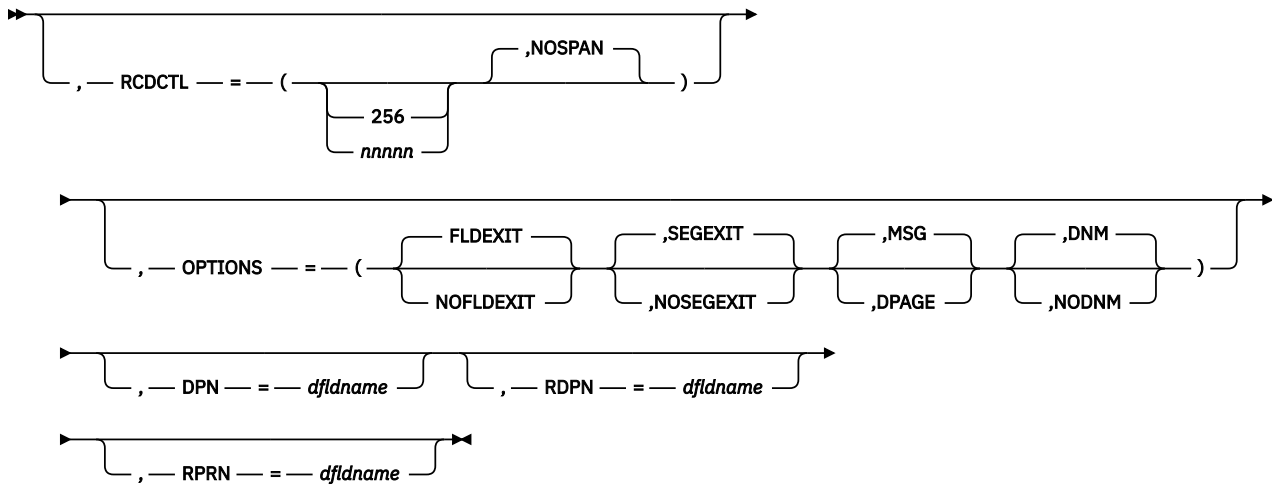 ,NOSPAN
, RCDCTL = ( )
256
nnnnn
FLDEXIT ,SEGEXIT ,MSG ,DNM
, OPTIONS = ( )
NOFLDEXIT ,NOSEGEXIT ,DPAGE ,NODNM
, DPN = dfldname , RDPN = dfldname
, RPRN = dfldname